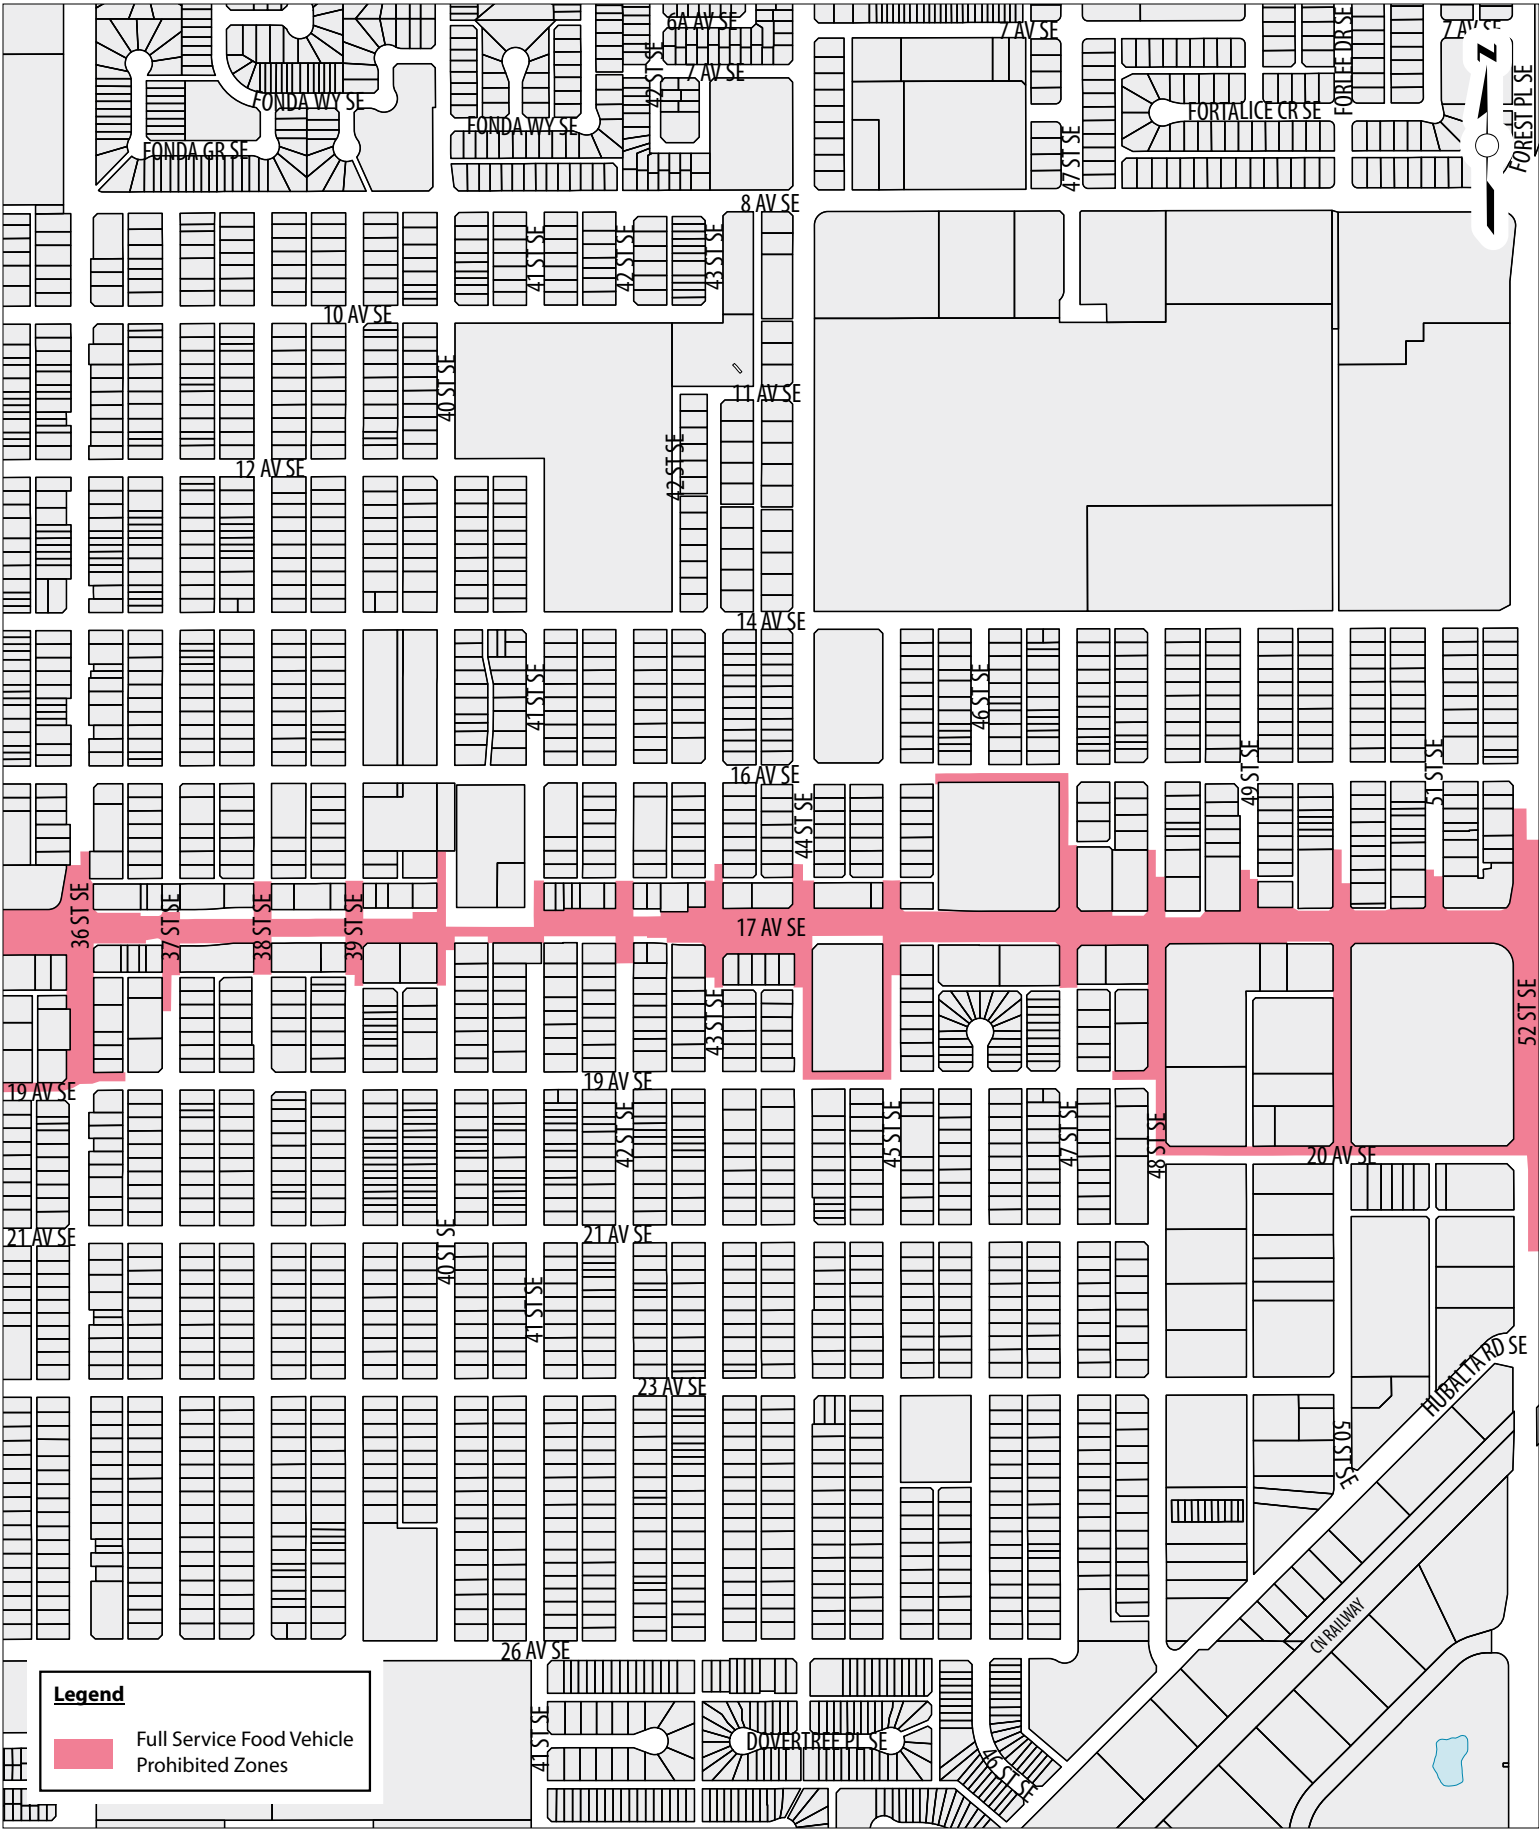 6A AV SE
7 AV SE
7 AV SE
42 ST SE
7 AV SE
FORFEE DR SE
FOREST PL SE
N
FONDA WY SE
FONDA WY SE
FORTALICE CR SE
FONDA GR SE
47 ST SE
8 AV SE
41 ST SE
42 ST SE
43 ST SE
10 AV SE
40 ST SE
11 AV SE
42 ST SE
12 AV SE
14 AV SE
41 ST SE
46 ST SE
16 AV SE
44 ST SE
49 ST SE
51 ST SE
36 ST SE
37 ST SE
38 ST SE
39 ST SE
17 AV SE
43 ST SE
52 ST SE
19 AV SE
19 AV SE
42 ST SE
45 ST SE
47 ST SE
48 ST SE
20 AV SE
21 AV SE
40 ST SE
21 AV SE
41 ST SE
HUBALTA RD SE
23 AV SE
50 ST SE
CN RAILWAY
26 AV SE
41 ST SE
DOVERTREE PL SE
46 ST SE
Legend
Full Service Food Vehicle
Prohibited Zones